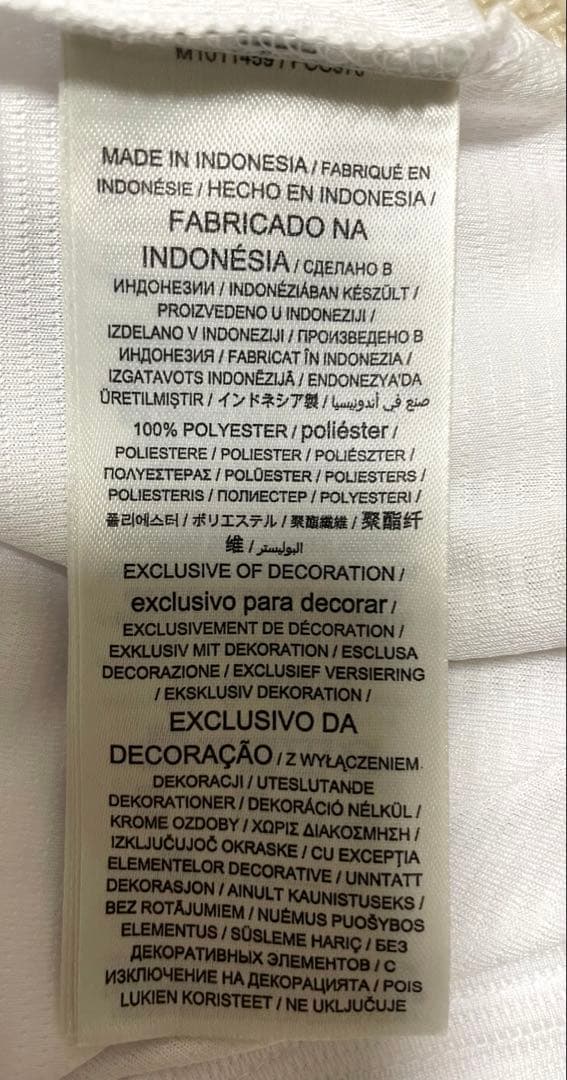 MADE IN INDONESIA / FABRIQUÉ EN
INDONÉSIE / HECHO EN INDONESIA /
FABRICADO NA
INDONÉSIA / СДЕЛАНО В
ИНДОНЕЗИИ / INDONÉZIÁBAN KÉSZÜLT /
PROIZVEDENO U INDONEZIJI /
IZDELANO V INDONEZIJI / ПРОИЗВЕДЕНО В
ИНДОНЕЗИЯ / FABRICAT ÎN INDONEZIA /
IZGATAVOTS INDONĒZIJĀ / ENDONEZYA'DA
ÜRETILMIŞTIR / インドネシア製 / صنع في أندونيسيا
100% POLYESTER / poliéster /
POLIESTERE / POLIESTER / POLIÉSZTER /
ΠΟΛΥΕΣΤΕΡΑΣ / POLÜESTER / POLIESTERS /
POLIESTERIS / ПОЛИЕСТЕР / POLYESTERI /
폴리에스터 / ポリエステル / 聚酯纖維 / 聚酯纤
维 / البوليستر /
EXCLUSIVE OF DECORATION /
exclusivo para decorar /
EXCLUSIVEMENT DE DÉCORATION /
EXKLUSIV MIT DEKORATION / ESCLUSA
DECORAZIONE / EXCLUSIEF VERSIERING
/ EKSKLUSIV DEKORATION /
EXCLUSIVO DA
DECORAÇÃO / Z WYŁĄCZENIEM
DEKORACJI / UTESLUTANDE
DEKORATIONER / DEKORÁCIÓ NÉLKÜL /
KROME OZDOBY / ΧΩΡΙΣ ΔΙΑΚΟΣΜΗΣΗ /
IZKLJUČUJOČ OKRASKE / CU EXCEPŢIA
ELEMENTELOR DECORATIVE / UNNTATT
DEKORASJON / AINULT KAUNISTUSEKS /
BEZ ROTĀJUMIEM / NUĖMUS PUOŠYBOS
ELEMENTUS / SÜSLEME HARIÇ / БЕЗ
ДЕКОРАТИВНЫХ ЭЛЕМЕНТОВ / С
ИЗКЛЮЧЕНИЕ НА ДЕКОРАЦИЯТА / POIS
LUKIEN KORISTEET / NE UKLJUČUJE